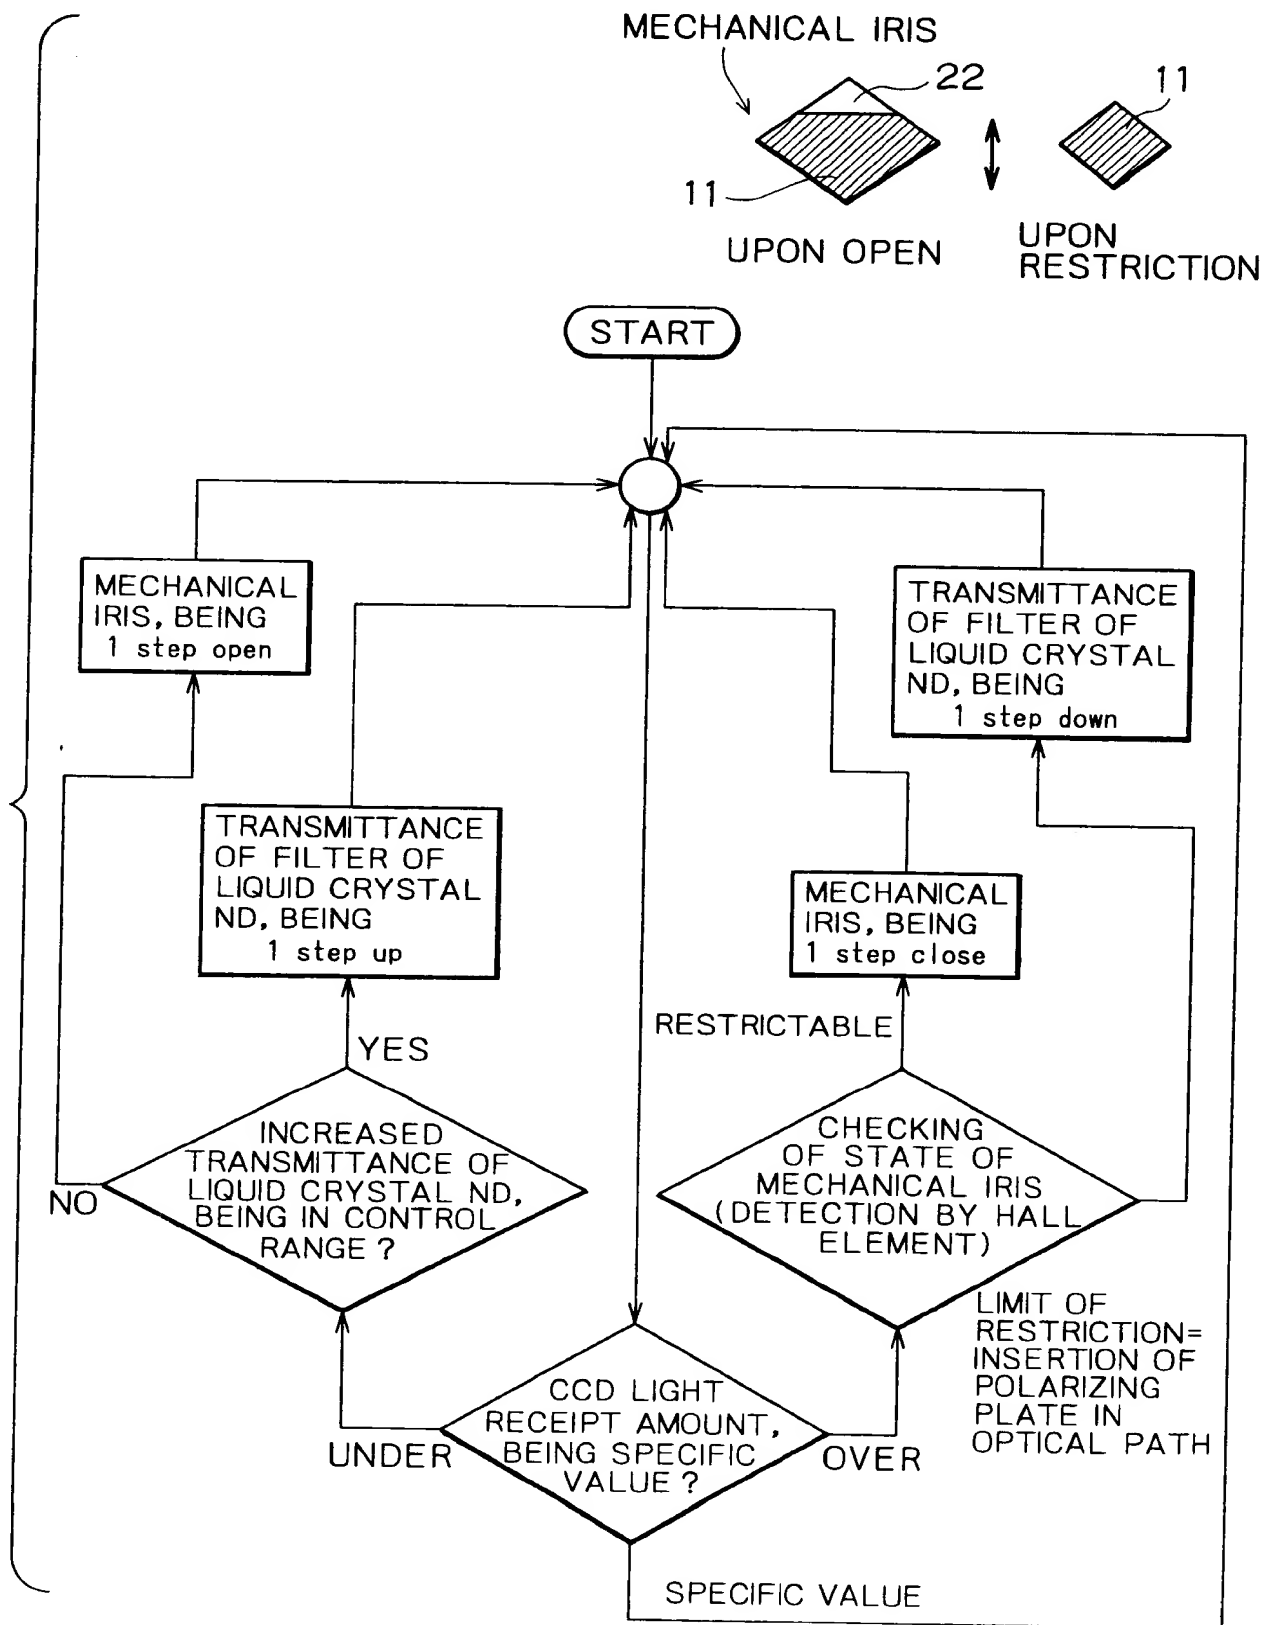 MECHANICAL IRIS
22
11
11
UPON OPEN
UPON
RESTRICTION
START
MECHANICAL
IRIS, BEING
1 step open
TRANSMITTANCE
OF FILTER OF
LIQUID CRYSTAL
ND, BEING
1 step down
TRANSMITTANCE
OF FILTER OF
LIQUID CRYSTAL
ND, BEING
1 step up
MECHANICAL
IRIS, BEING
1 step close
RESTRICTABLE
YES
INCREASED
TRANSMITTANCE OF
LIQUID CRYSTAL ND,
BEING IN CONTROL
RANGE ?
NO
CHECKING
OF STATE OF
MECHANICAL IRIS
(DETECTION BY HALL
ELEMENT)
LIMIT OF
RESTRICTION=
INSERTION OF
POLARIZING
PLATE IN
OPTICAL PATH
CCD LIGHT
RECEIPT AMOUNT,
BEING SPECIFIC
VALUE ?
UNDER
OVER
SPECIFIC VALUE